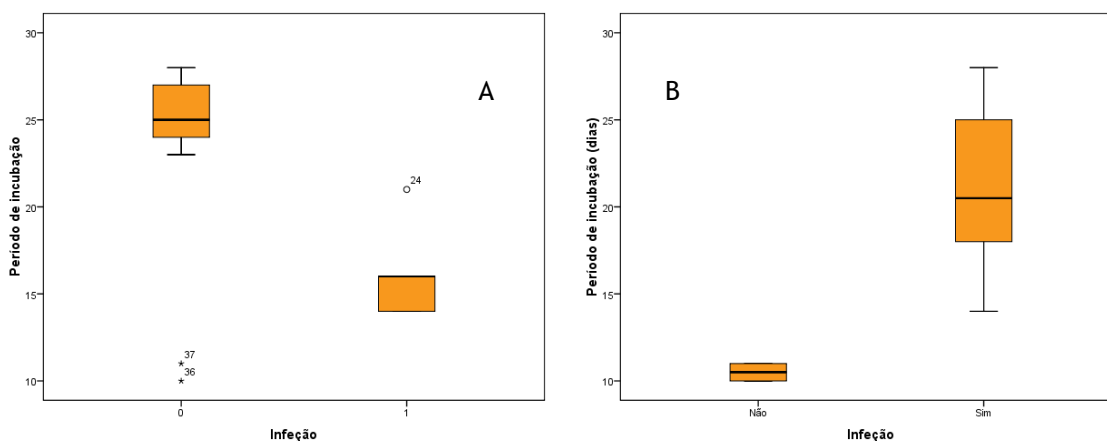 A
30
25
20
15
10
Período de incubação
24
37
36
0
1
Infeção
B
30
25
20
15
10
Período de incubação (dias)
Não
Sim
Infeção